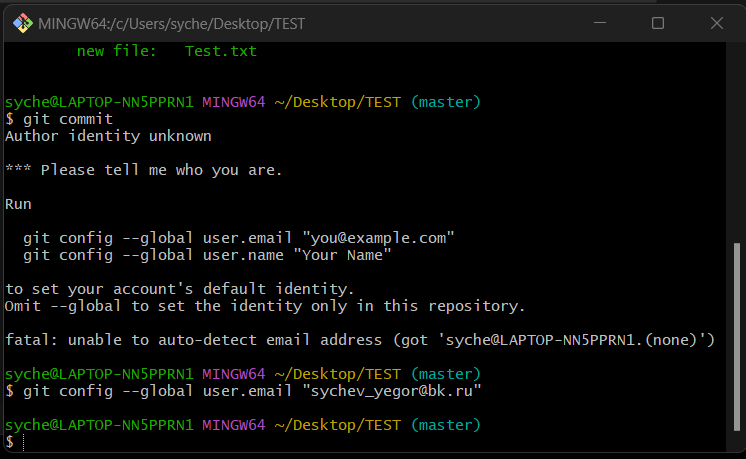 MINGW64:/c/Users/syche/Desktop/TEST
new file:   Test.txt
syche@LAPTOP-NN5PPRN1 MINGW64 ~/Desktop/TEST (master)
$ git commit
Author identity unknown
*** Please tell me who you are.
Run
git config --global user.email "you@example.com"
git config --global user.name "Your Name"
to set your account's default identity.
Omit --global to set the identity only in this repository.
fatal: unable to auto-detect email address (got 'syche@LAPTOP-NN5PPRN1.(none)')
syche@LAPTOP-NN5PPRN1 MINGW64 ~/Desktop/TEST (master)
$ git config --global user.email "sychev_yegor@bk.ru"
syche@LAPTOP-NN5PPRN1 MINGW64 ~/Desktop/TEST (master)
$